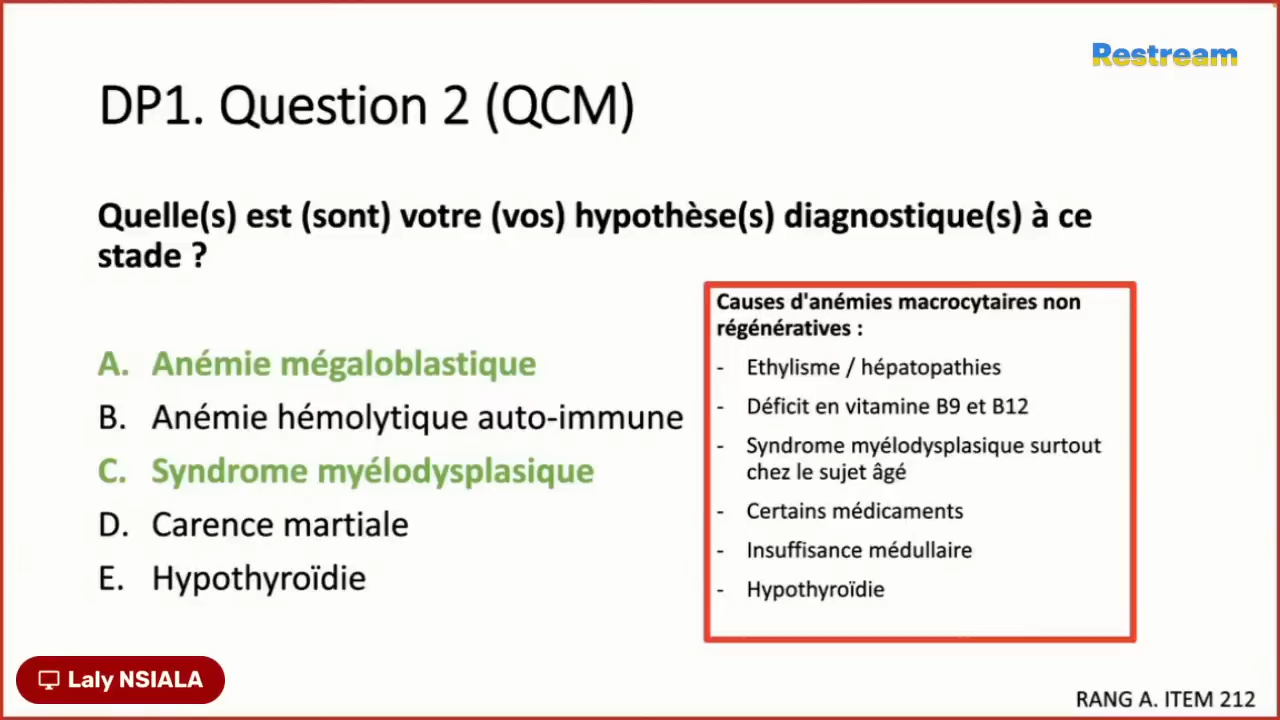 Restream
DP1. Question 2 (QCM)
Quelle(s) est (sont) votre (vos) hypothèse(s) diagnostique(s) à ce
stade ?
A. Anémie mégaloblastique
B. Anémie hémolytique auto-immune
C. Syndrome myélodysplasique
D. Carence martiale
E. Hypothyroïdie
Causes d'anémies macrocytaires non
régénératives :
- Ethylisme / hépatopathies
- Déficit en vitamine B9 et B12
- Syndrome myélodysplasique surtout
chez le sujet âgé
- Certains médicaments
- Insuffisance médullaire
- Hypothyroïdie
Laly NSIALA
RANG A. ITEM 212